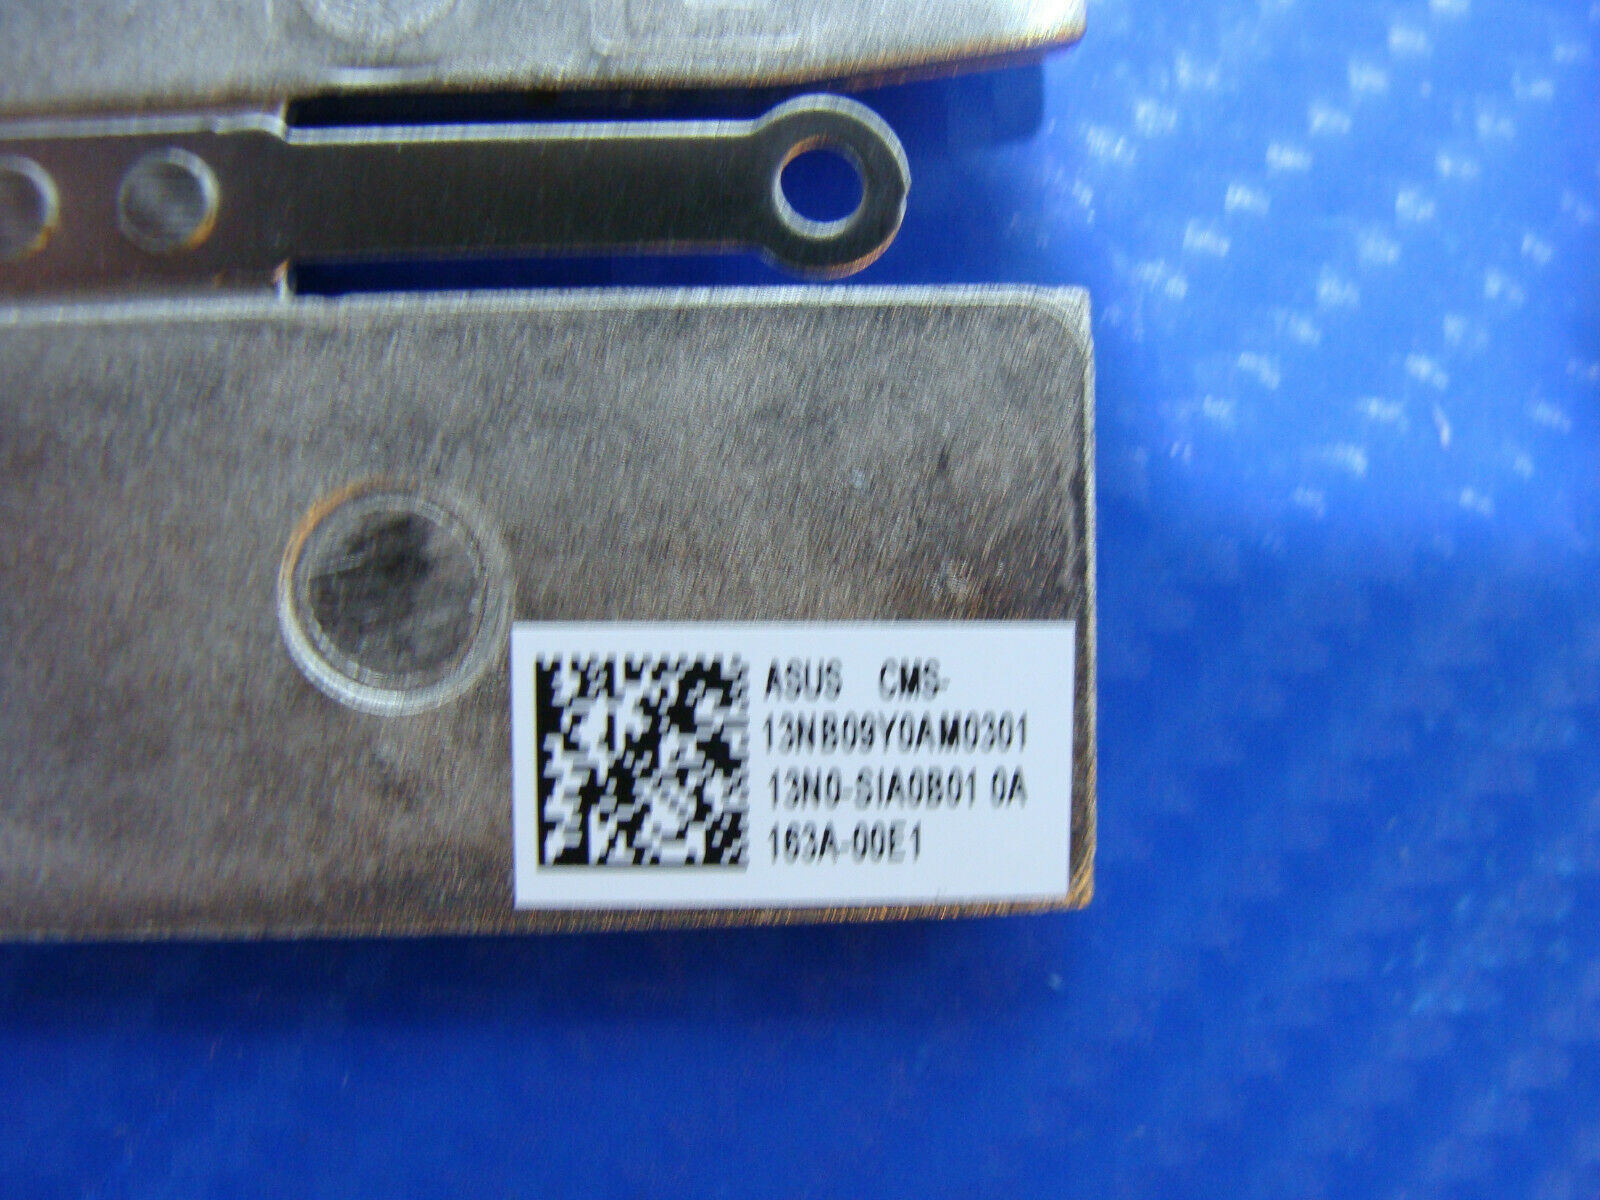 ASUS CMS-
13NB09Y0AM0301
13N0-SIA0B01 0A
163A-00E1